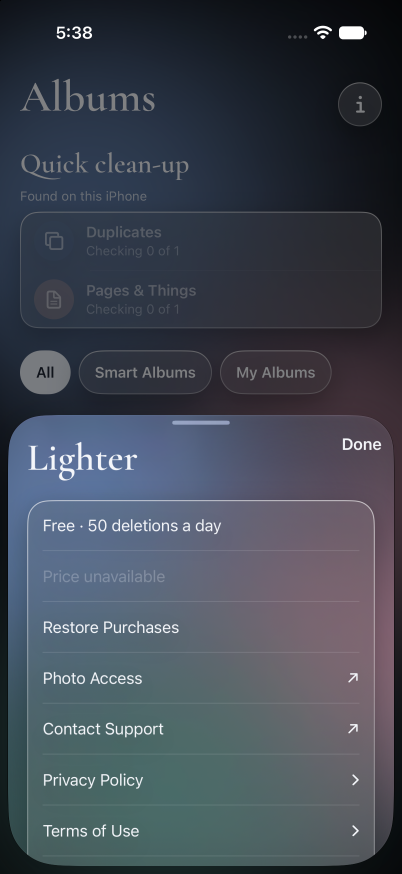 5:38
Albums
i
Quick clean-up
Found on this iPhone
Duplicates
Checking 0 of 1
Pages & Things
Checking 0 of 1
All
Smart Albums
My Albums
Done
Lighter
Free · 50 deletions a day
Price unavailable
Restore Purchases
Photo Access
Contact Support
Privacy Policy
Terms of Use